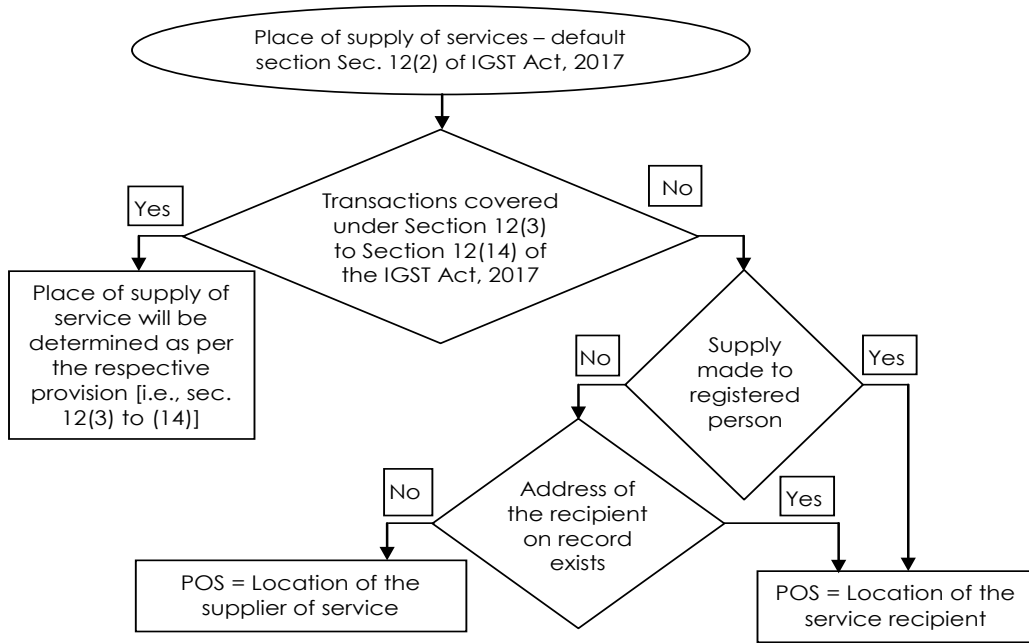 Place of supply of services – default
section Sec. 12(2) of IGST Act, 2017
Yes
No
Transactions covered
under Section 12(3)
to Section 12(14) of
the IGST Act, 2017
Place of supply of
service will be
determined as per
the respective
provision [i.e., sec.
12(3) to (14)]
No
Yes
Supply
made to
registered
person
No
Yes
Address of
the recipient
on record
exists
POS = Location of the
supplier of service
POS = Location of the
service recipient